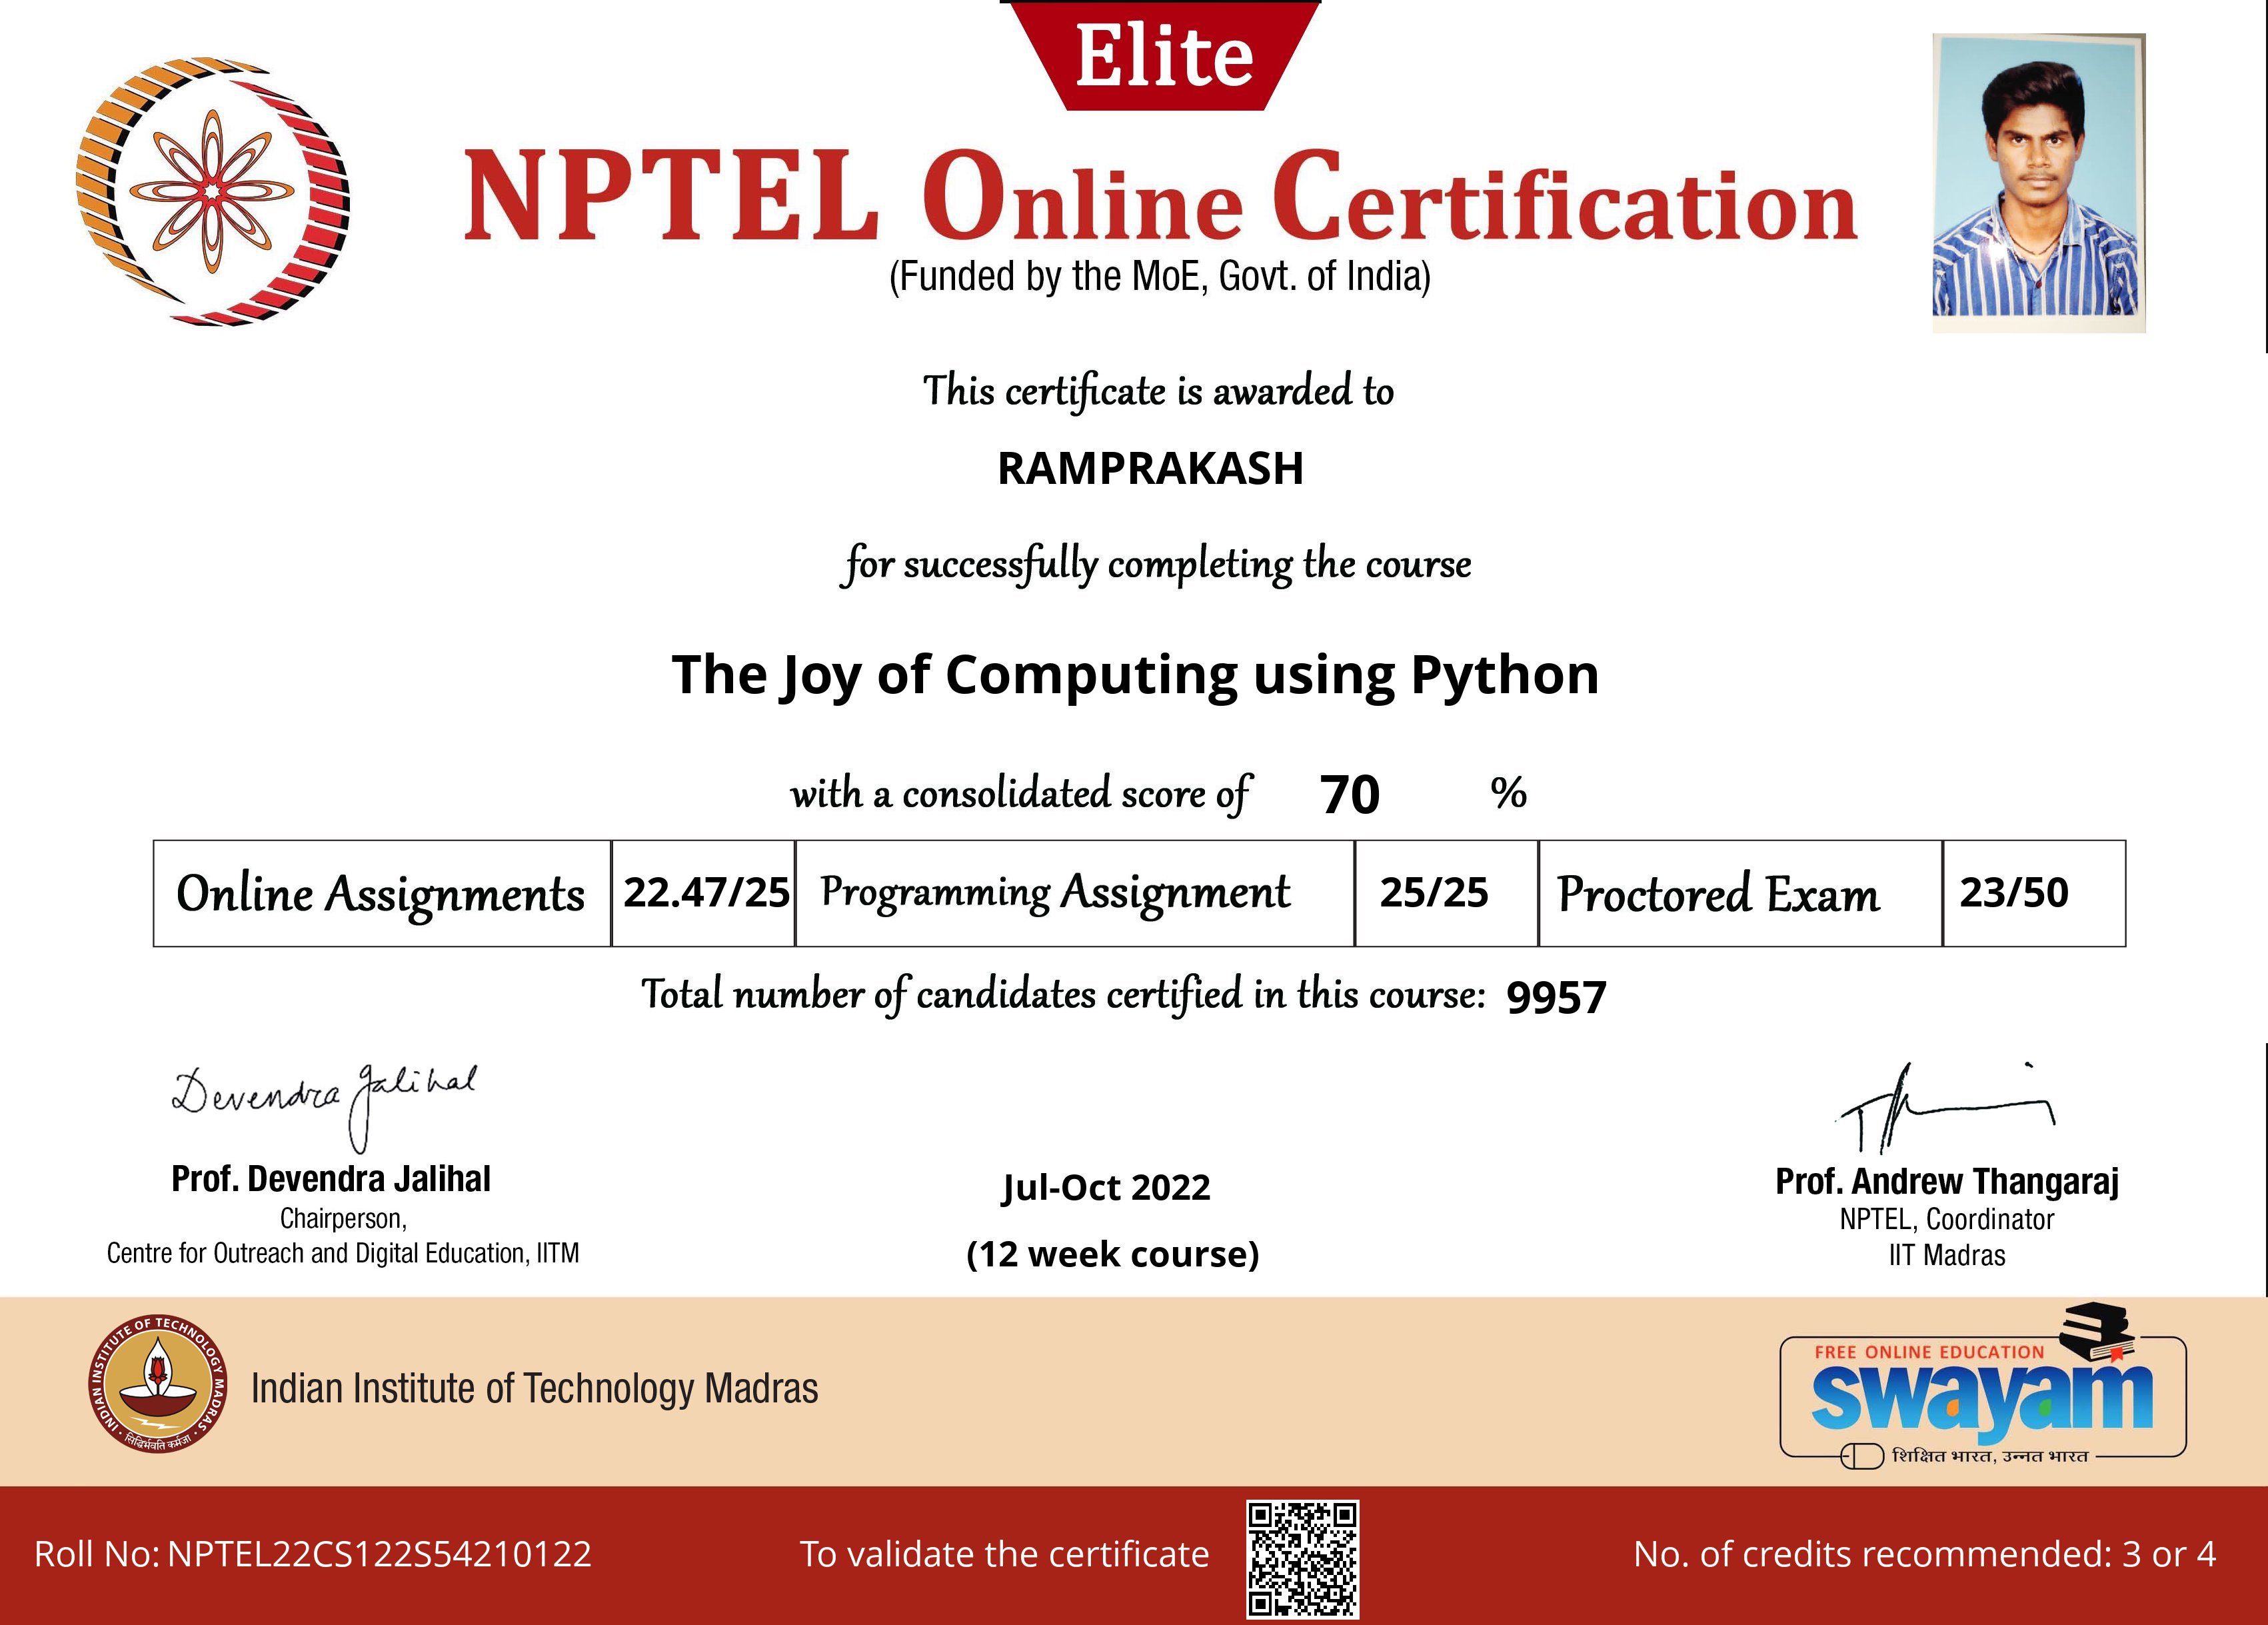 Elite
NPTEL Online Certification
(Funded by the MoE, Govt. of India)
This certificate is awarded to
RAMPRAKASH
for successfully completing the course
The Joy of Computing using Python
with a consolidated score of 70 %
Online Assignments 22.47/25 Programming Assignment 25/25 Proctored Exam 23/50
Total number of candidates certified in this course: 9957
Devendra Jalihal
Prof. Devendra Jalihal
Chairperson,
Centre for Outreach and Digital Education, IITM
Jul-Oct 2022
(12 week course)
Prof. Andrew Thangaraj
NPTEL, Coordinator
IIT Madras
INDIAN INSTITUTE OF TECHNOLOGY MADRAS
सिद्धिर्भवति कर्मजा
Indian Institute of Technology Madras
FREE ONLINE EDUCATION
swayam
शिक्षित भारत, उन्नत भारत
Roll No: NPTEL22CS122S54210122
To validate the certificate
No. of credits recommended: 3 or 4